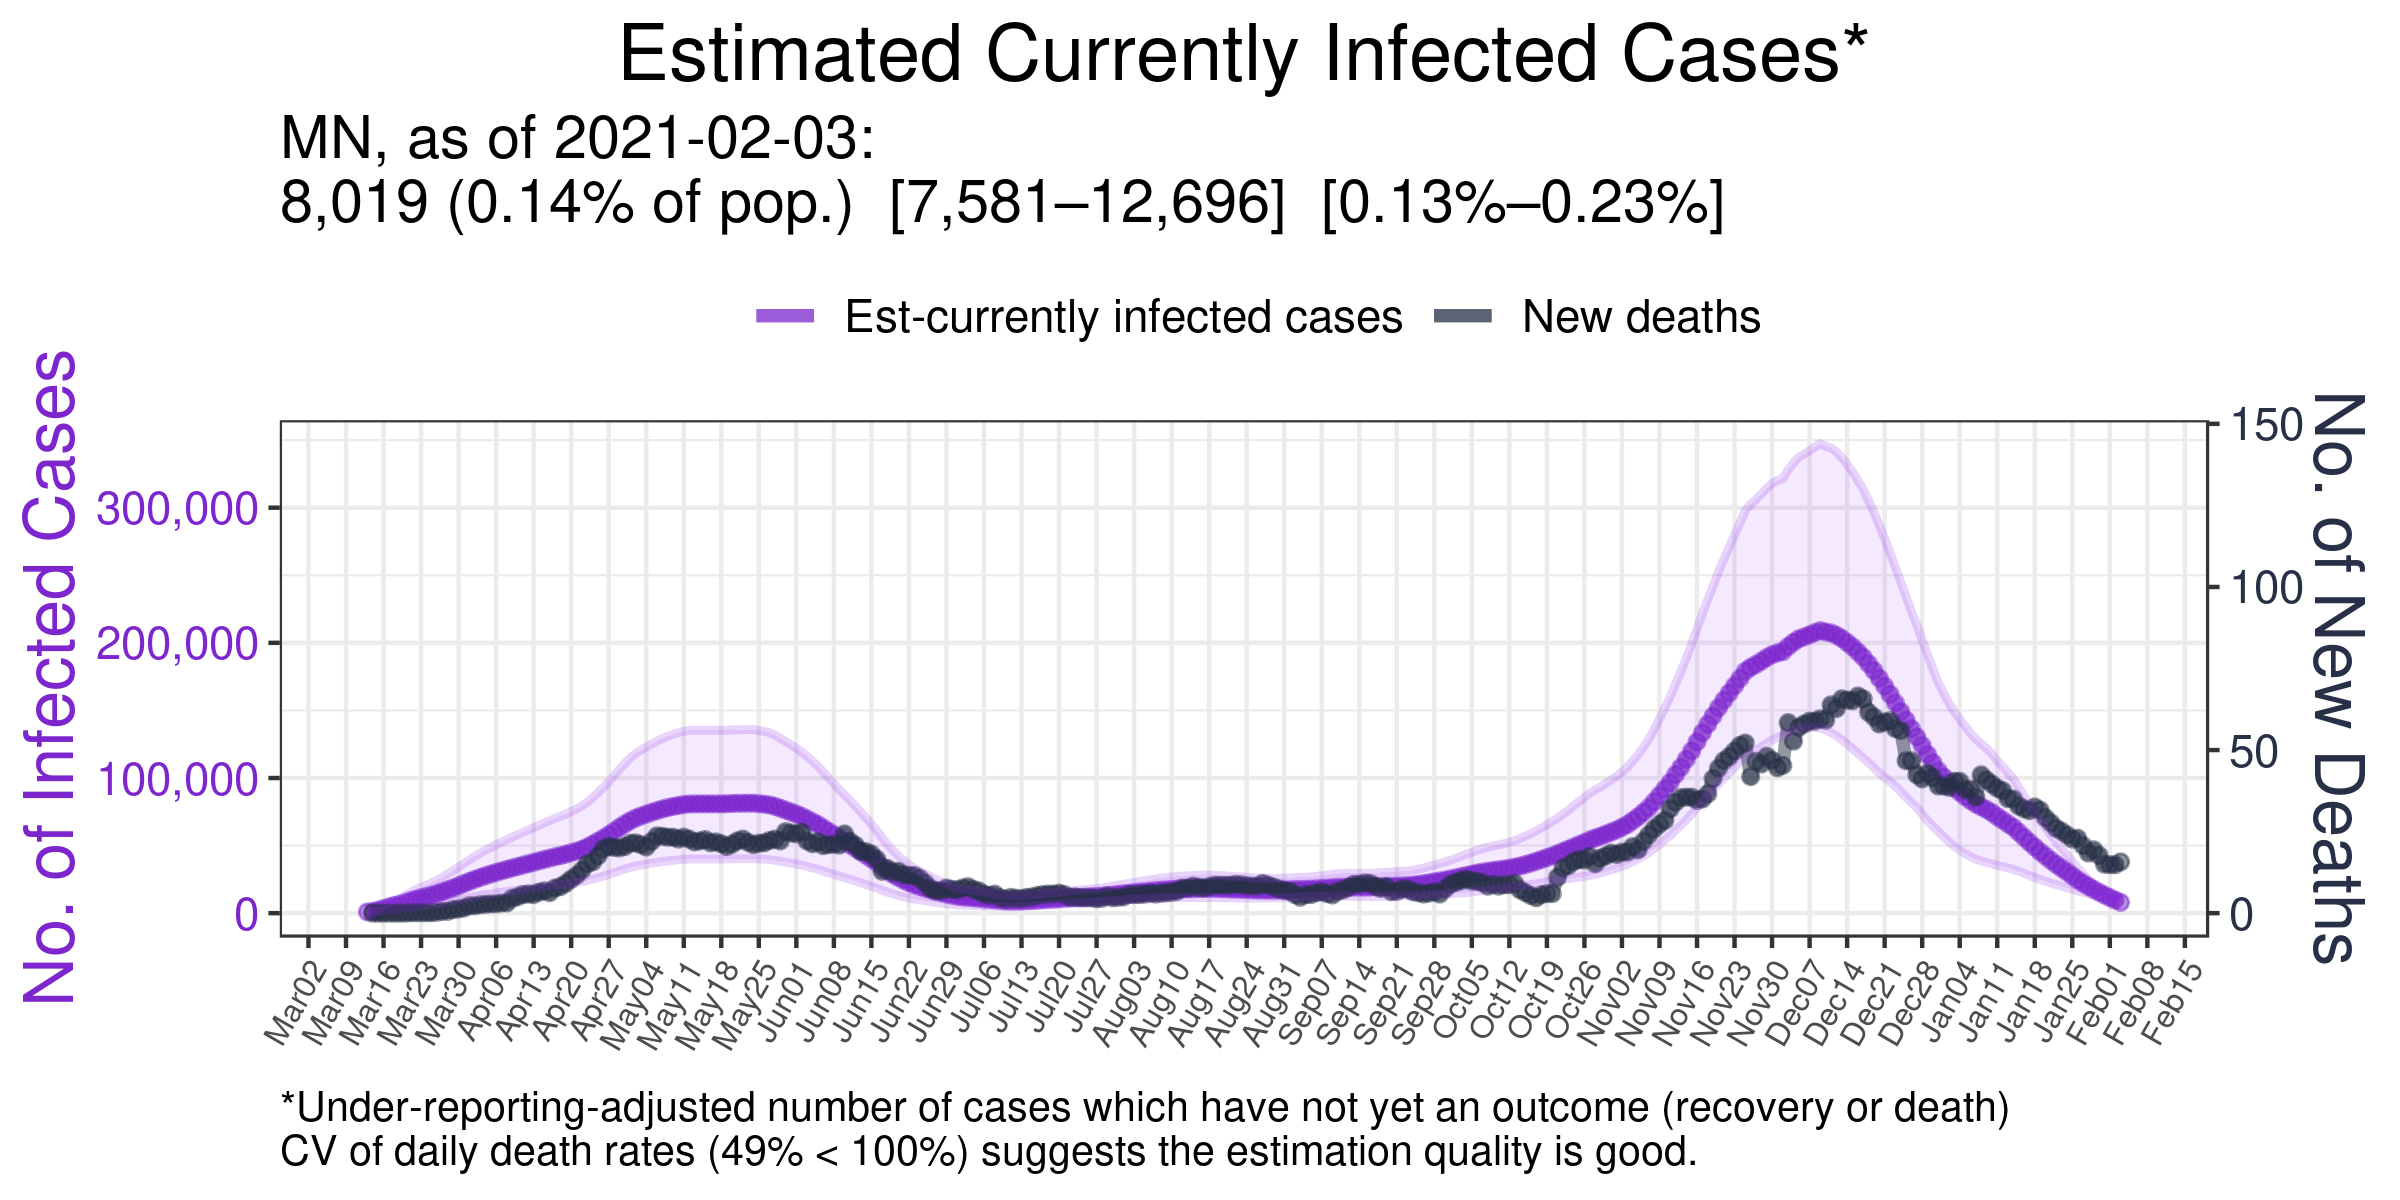 Estimated Currently Infected Cases*
MN, as of 2021-02-03:
8,019 (0.14% of pop.)  [7,581–12,696]  [0.13%–0.23%]
Est-currently infected cases
New deaths
No. of Infected Cases
300,000
200,000
100,000
0
150
100
50
0
No. of New Deaths
Mar02
Mar09
Mar16
Mar23
Mar30
Apr06
Apr13
Apr20
Apr27
May04
May11
May18
May25
Jun01
Jun08
Jun15
Jun22
Jun29
Jul06
Jul13
Jul20
Jul27
Aug03
Aug10
Aug17
Aug24
Aug31
Sep07
Sep14
Sep21
Sep28
Oct05
Oct12
Oct19
Oct26
Nov02
Nov09
Nov16
Nov23
Nov30
Dec07
Dec14
Dec21
Dec28
Jan04
Jan11
Jan18
Jan25
Feb01
Feb08
Feb15
*Under-reporting-adjusted number of cases which have not yet an outcome (recovery or death)
CV of daily death rates (49% < 100%) suggests the estimation quality is good.